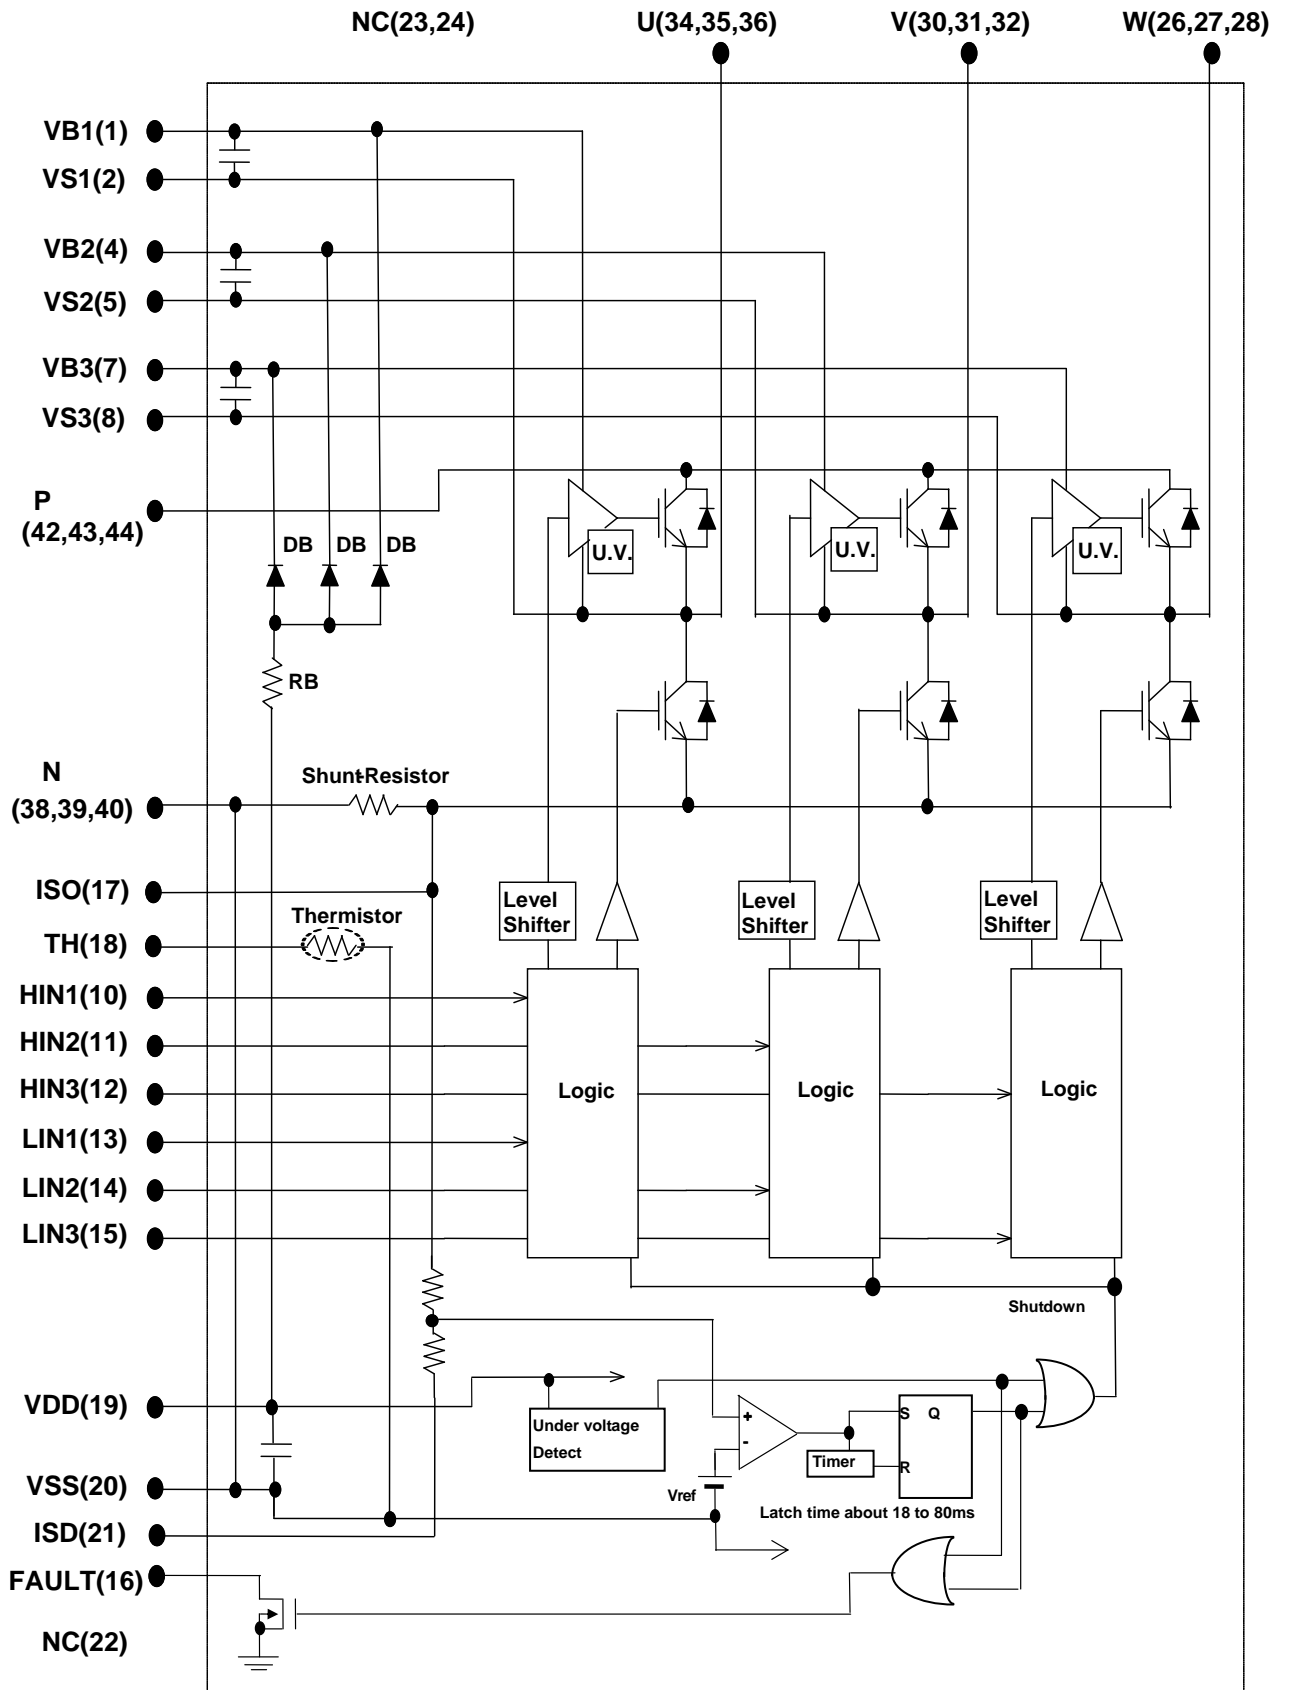 NC(23,24)
U(34,35,36)
V(30,31,32)
W(26,27,28)
VB1(1)
VS1(2)
VB2(4)
VS2(5)
VB3(7)
VS3(8)
P
(42,43,44)
DB
DB
DB
U.V.
U.V.
U.V.
RB
N
(38,39,40)
Shunt-Resistor
ISO(17)
Thermistor
TH(18)
Level
Shifter
Level
Shifter
Level
Shifter
HIN1(10)
HIN2(11)
HIN3(12)
LIN1(13)
LIN2(14)
LIN3(15)
Logic
Logic
Logic
Shutdown
VDD(19)
Under voltage
Detect
+
-
Vref
Timer
S Q
R
Latch time about 18 to 80ms
VSS(20)
ISD(21)
FAULT(16)
NC(22)